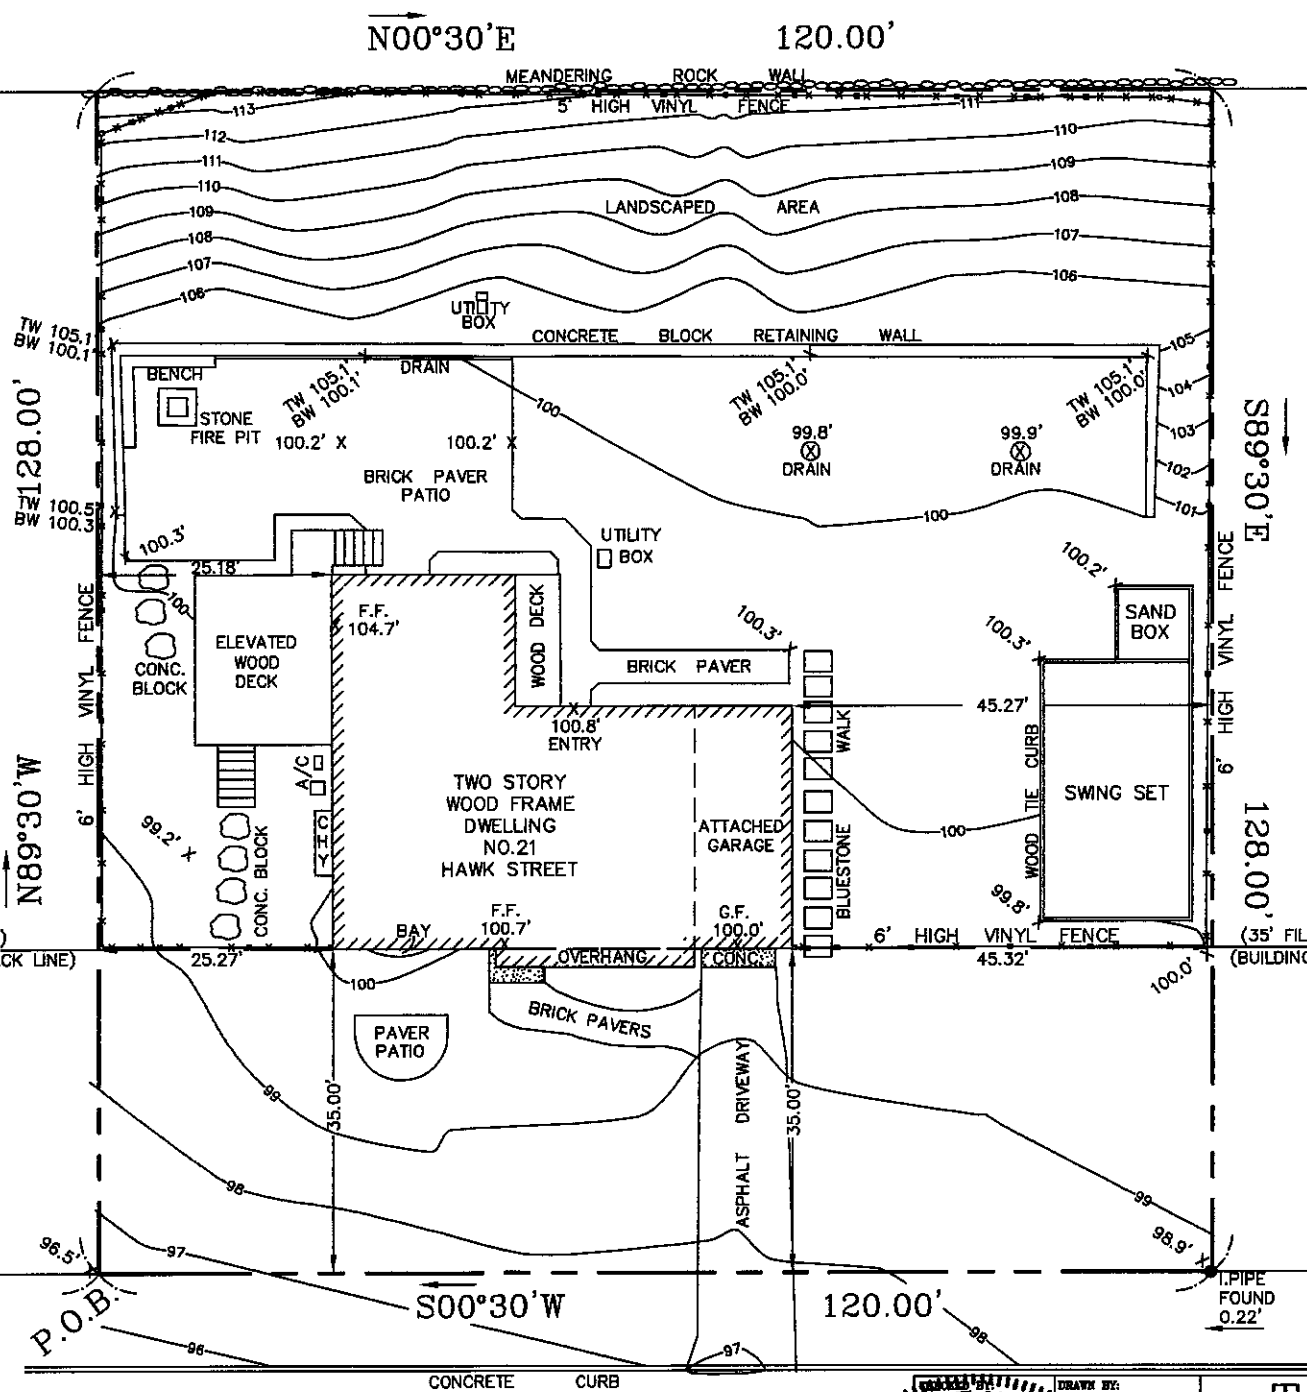 N00°30'E 120.00'
MEANDERING ROCK WALL
5' HIGH VINYL FENCE
113
112
111
110
109
108
107
106
111
110
109
108
107
106
105
104
103
102
101
LANDSCAPED AREA
UTILITY
BOX
CONCRETE BLOCK RETAINING WALL
TW 105.1'
BW 100.1'
BENCH
DRAIN
TW 105.1'
BW 100.1'
TW 105.1'
BW 100.0'
TW 105.1'
BW 100.0'
STONE
FIRE PIT
100.2' X
100.2' X
BRICK PAVER
PATIO
100
99.8'
DRAIN
99.9'
DRAIN
100
128.00'
N89°30'W
S89°30'E
128.00'
TW 100.5'
BW 100.3'
100.3'
25.18'
100
UTILITY
BOX
6' HIGH VINYL FENCE
6' HIGH VINYL FENCE
CONC.
BLOCK
ELEVATED
WOOD
DECK
F.F.
104.7'
WOOD DECK
100.3'
BRICK PAVER
100.3'
100.2'
SAND
BOX
45.27'
100.8'
ENTRY
A/C
CHY
99.2' X
CONC. BLOCK
TWO STORY
WOOD FRAME
DWELLING
NO.21
HAWK STREET
ATTACHED
GARAGE
BLUESTONE WALK
100
WOOD TIE CURB
SWING SET
99.8'
BAY
F.F.
100.7'
G.F.
100.0'
OVERHANG
CONC.
6' HIGH VINYL FENCE
45.32'
25.27'
100
100.0'
)
CK LINE)
(35' FIL
(BUILDING
BRICK PAVERS
PAVER
PATIO
99
35.00'
ASPHALT DRIVEWAY
35.00'
99
98
97
96.5'
98.9' X
P.O.B.
S00°30'W 120.00'
I.PIPE
FOUND
0.22'
96
97
98
CONCRETE CURB
DRAWN BY: